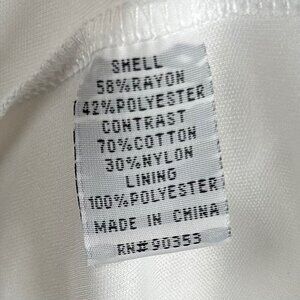 SHELL
58%RAYON
42%POLYESTER
CONTRAST
70%COTTON
30%NYLON
LINING
100%POLYESTER
MADE IN CHINA
RN#90353